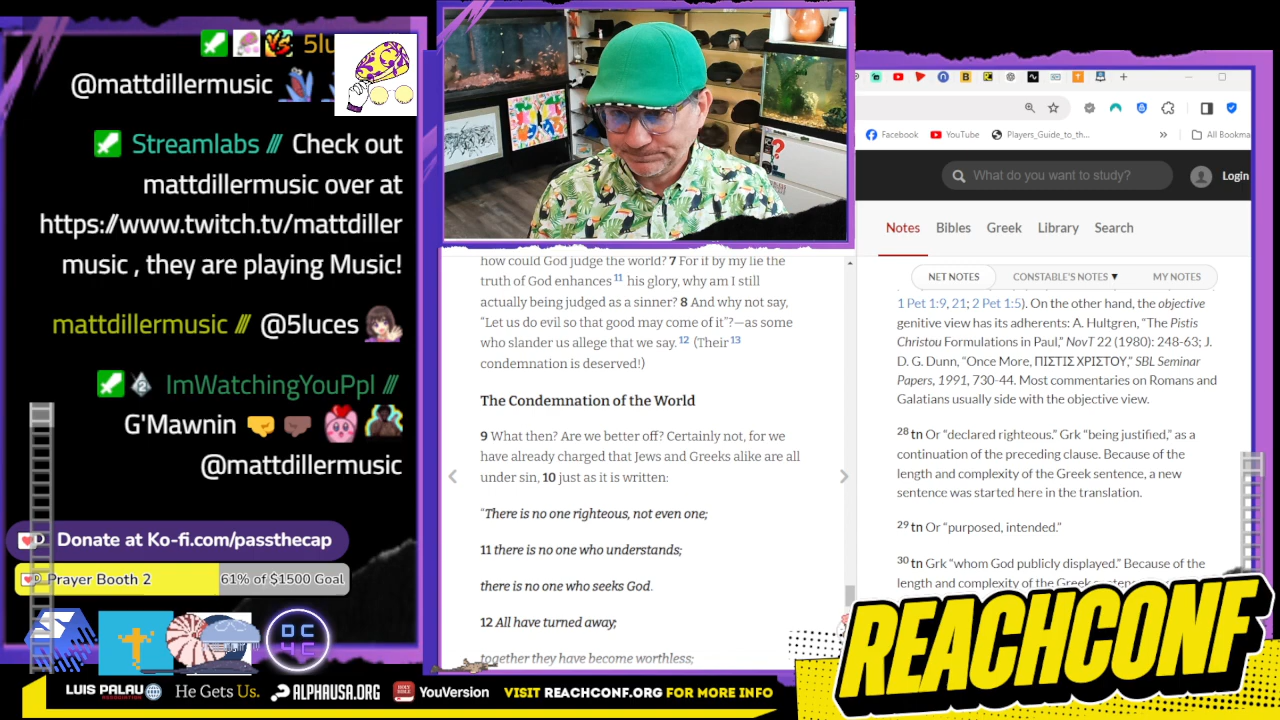 5lu
@mattdillermusic
Streamlabs /// Check out
mattdillermusic over at
https://www.twitch.tv/mattdiller
music , they are playing Music!
mattdillermusic /// @5luces
ImWatchingYouPpl ///
G'Mawnin
@mattdillermusic
Donate at Ko-fi.com/passthecap
Prayer Booth 2 61% of $1500 Goal
DC
4C
how could God judge the world? 7 For if by my lie the
truth of God enhances 11 his glory, why am I still
actually being judged as a sinner? 8 And why not say,
“Let us do evil so that good may come of it”?—as some
who slander us allege that we say. 12 (Their 13
condemnation is deserved!)
The Condemnation of the World
9 What then? Are we better off? Certainly not, for we
have already charged that Jews and Greeks alike are all
under sin, 10 just as it is written:
“There is no one righteous, not even one;
11 there is no one who understands;
there is no one who seeks God.
12 All have turned away;
together they have become worthless;
Facebook YouTube Players_Guide_to_th... » All Bookma
What do you want to study? Login
Notes Bibles Greek Library Search
NET NOTES CONSTABLE'S NOTES ▼ MY NOTES
1 Pet 1:9, 21; 2 Pet 1:5). On the other hand, the objective
genitive view has its adherents: A. Hultgren, “The Pistis
Christou Formulations in Paul,” NovT 22 (1980): 248-63; J.
D. G. Dunn, “Once More, ΠΙΣΤΙΣ ΧΡΙΣΤΟΥ,” SBL Seminar
Papers, 1991, 730-44. Most commentaries on Romans and
Galatians usually side with the objective view.
28 tn Or “declared righteous.” Grk “being justified,” as a
continuation of the preceding clause. Because of the
length and complexity of the Greek sentence, a new
sentence was started here in the translation.
29 tn Or “purposed, intended.”
30 tn Grk “whom God publicly displayed.” Because of the
length and complexity of the Greek sentence, a
REACHCONF
LUIS PALAU He Gets Us. ALPHAUSA.ORG HOLY BIBLE YouVersion VISIT REACHCONF.ORG FOR MORE INFO